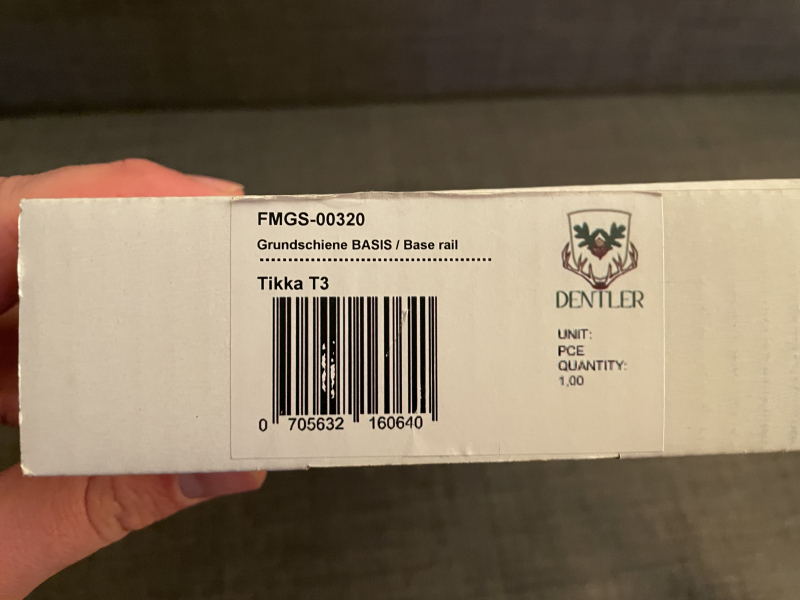 FMGS-00320
Grundschiene BASIS / Base rail
Tikka T3
0 705632 160640
DENTLER
UNIT:
PCE
QUANTITY:
1,00